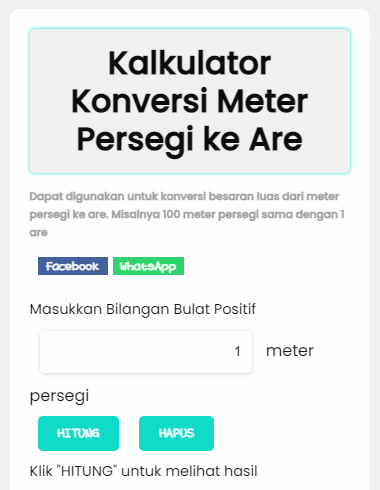 Kalkulator
Konversi Meter
Persegi ke Are
Dapat digunakan untuk konversi besaran luas dari meter
persegi ke are. Misalnya 100 meter persegi sama dengan 1
are
Facebook WhatsApp
Masukkan Bilangan Bulat Positif
1 meter
persegi
HITUNG HAPUS
Klik "HITUNG" untuk melihat hasil